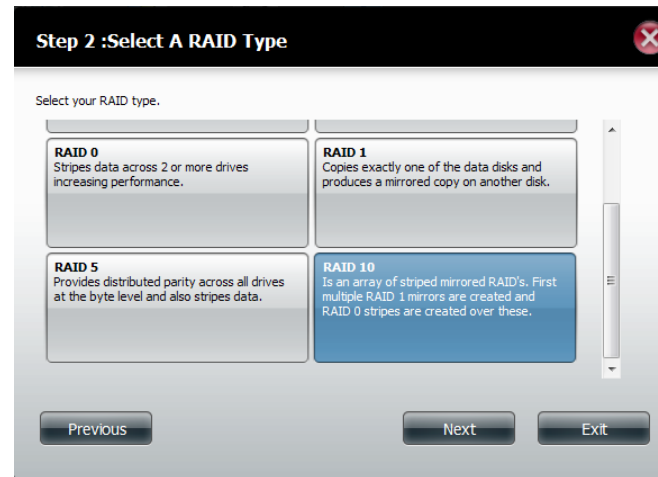 Step 2 :Select A RAID Type
Select your RAID type.
RAID 0
Stripes data across 2 or more drives
increasing performance.
RAID 1
Copies exactly one of the data disks and
produces a mirrored copy on another disk.
RAID 5
Provides distributed parity across all drives
at the byte level and also stripes data.
RAID 10
Is an array of striped mirrored RAID's. First
multiple RAID 1 mirrors are created and
RAID 0 stripes are created over these.
Previous
Next
Exit